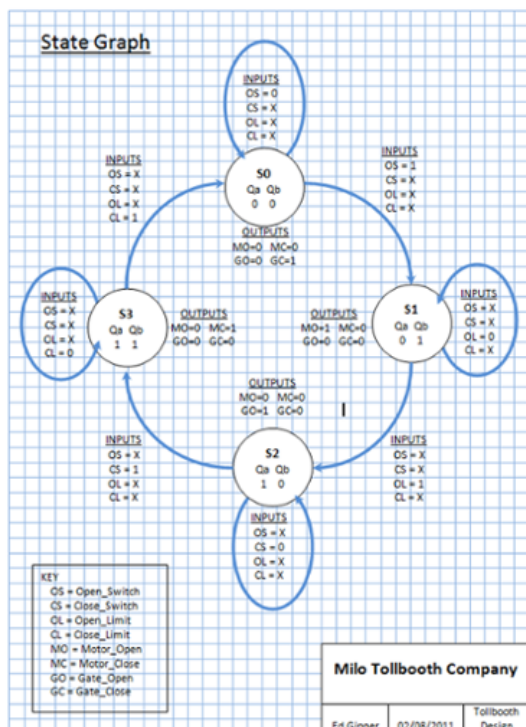 State Graph
INPUTS
OS = 0
CS = X
OL = X
CL = X
S0
Qa Qb
0 0
OUTPUTS
MO=0 MC=0
GO=0 GC=1
INPUTS
OS = X
CS = X
OL = X
CL = 1
INPUTS
OS = 1
CS = X
OL = X
CL = X
INPUTS
OS = X
CS = X
OL = X
CL = 0
S3
Qa Qb
1 1
OUTPUTS
MO=0 MC=1
GO=0 GC=0
OUTPUTS
MO=1 MC=0
GO=0 GC=0
S1
Qa Qb
0 1
INPUTS
OS = X
CS = X
OL = 0
CL = X
OUTPUTS
MO=0 MC=0
GO=1 GC=0
S2
Qa Qb
1 0
INPUTS
OS = X
CS = 1
OL = X
CL = X
INPUTS
OS = X
CS = X
OL = 1
CL = X
INPUTS
OS = X
CS = 0
OL = X
CL = X
KEY
OS = Open_Switch
CS = Close_Switch
OL = Open_Limit
CL = Close_Limit
MO = Motor_Open
MC = Motor_Close
GO = Gate_Open
GC = Gate_Close
Milo Tollbooth Company
Tollbooth
Ed Ginger 02/08/2011 Design